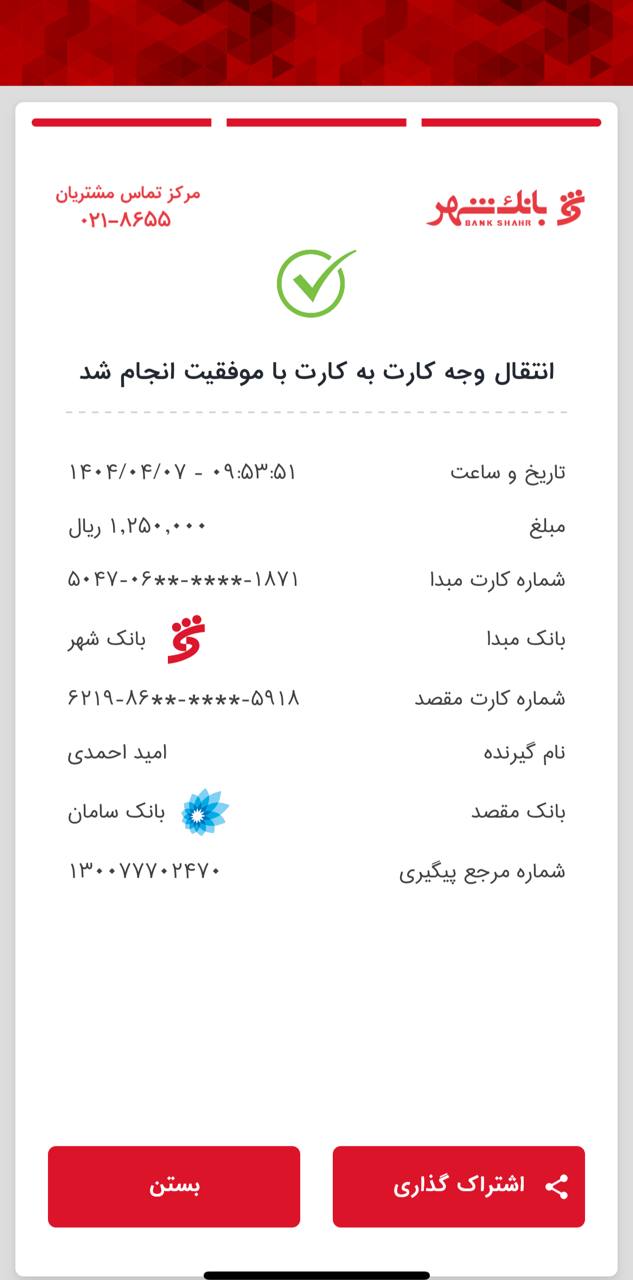 بانك شهر
BANK SHAHR
مرکز تماس مشتریان
۰۲۱-۸۶۵۵
انتقال وجه کارت به کارت با موفقیت انجام شد
تاریخ و ساعت ۱۴۰۴/۰۴/۰۷ - ۰۹:۵۳:۵۱
مبلغ ۱,۲۵۰,۰۰۰ ریال
شماره کارت مبدا ۵۰۴۷-۰۶**-****-۱۸۷۱
بانک مبدا بانک شهر
شماره کارت مقصد ۶۲۱۹-۸۶**-****-۵۹۱۸
نام گیرنده امید احمدی
بانک مقصد بانک سامان
شماره مرجع پیگیری ۱۳۰۰۷۷۷۰۲۴۷۰
اشتراک گذاری
بستن